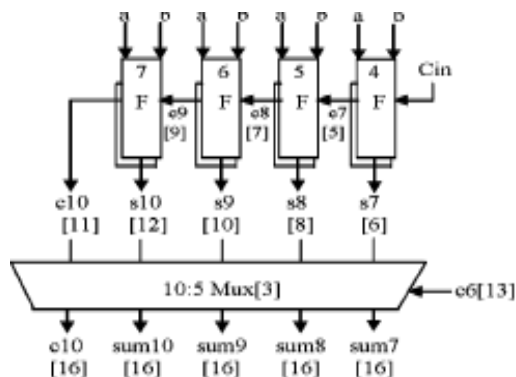 a b a b a b a b
7 6 5 4
F F F F Cin
c9 c8 c7
[9] [7] [5]
c10 s10 s9 s8 s7
[11] [12] [10] [8] [6]
10:5 Mux[3] c6[13]
c10 sum10 sum9 sum8 sum7
[16] [16] [16] [16] [16]